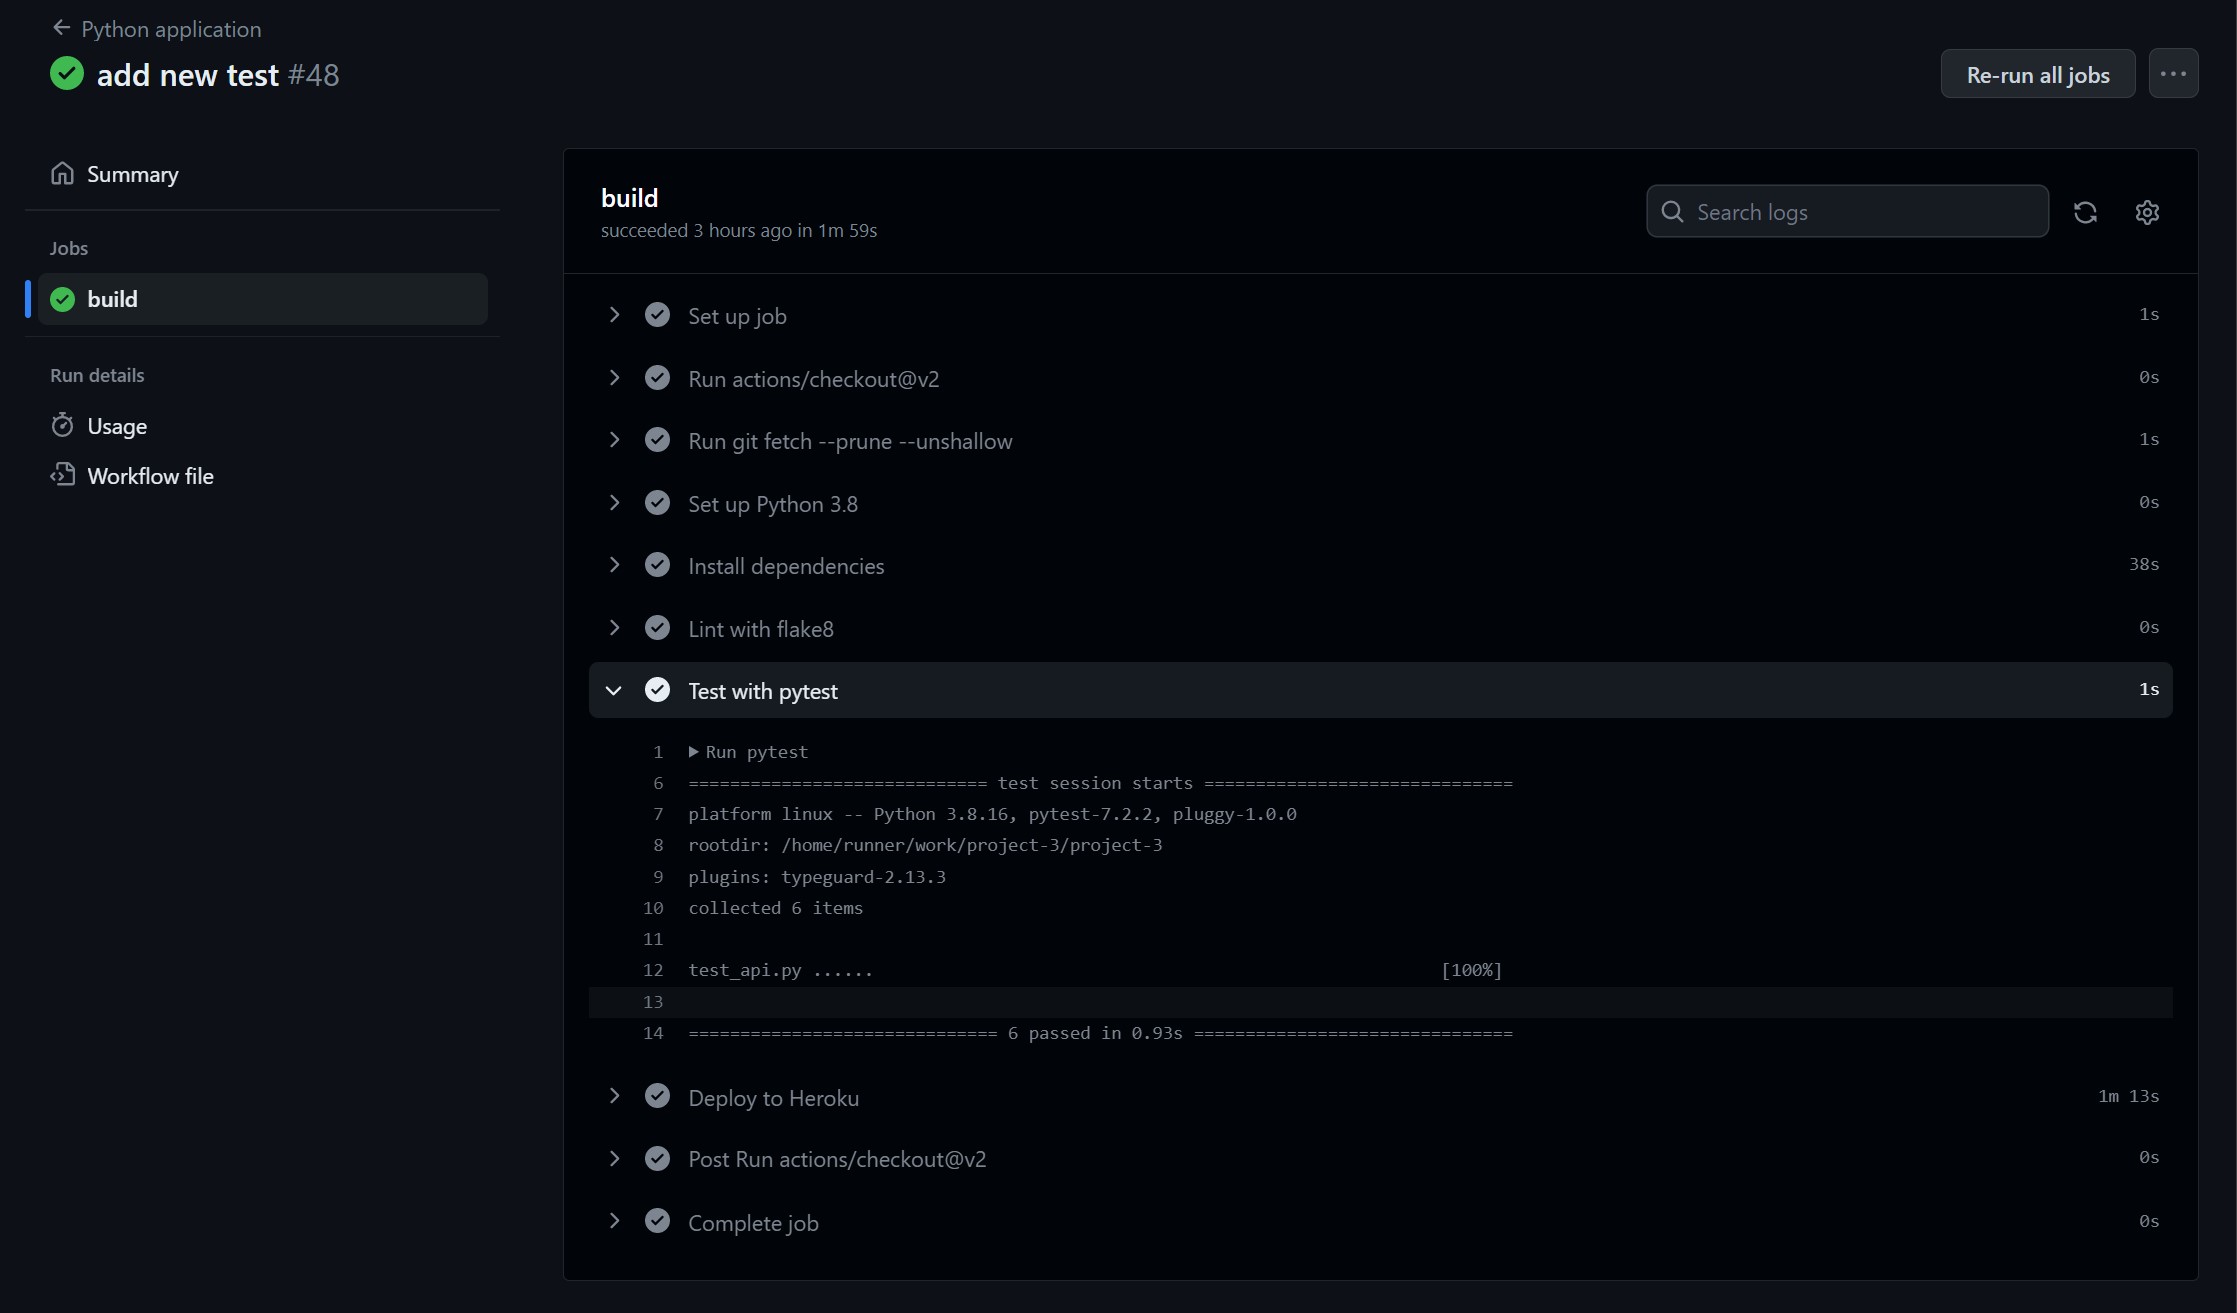 Python application
add new test #48
Re-run all jobs
Summary
Jobs
build
Run details
Usage
Workflow file
build
succeeded 3 hours ago in 1m 59s
Search logs
Set up job 1s
Run actions/checkout@v2 0s
Run git fetch --prune --unshallow 1s
Set up Python 3.8 0s
Install dependencies 38s
Lint with flake8 0s
Test with pytest 1s
1 Run pytest
6 ============================= test session starts ==============================
7 platform linux -- Python 3.8.16, pytest-7.2.2, pluggy-1.0.0
8 rootdir: /home/runner/work/project-3/project-3
9 plugins: typeguard-2.13.3
10 collected 6 items
11
12 test_api.py ...... [100%]
13
14 ============================== 6 passed in 0.93s ===============================
Deploy to Heroku 1m 13s
Post Run actions/checkout@v2 0s
Complete job 0s